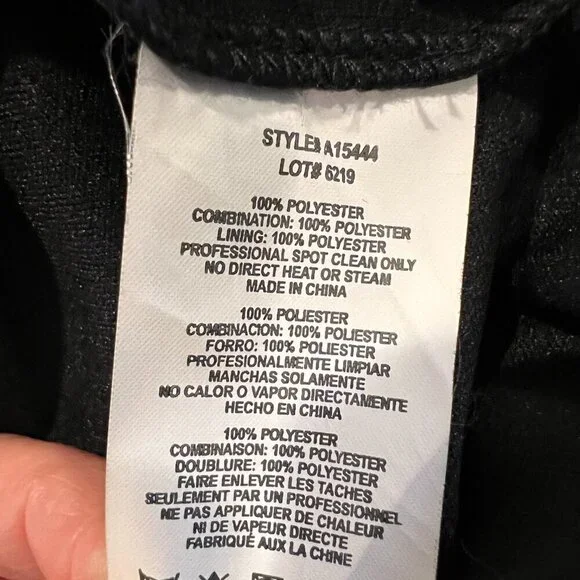 STYLE# A15444
LOT# 6219
100% POLYESTER
COMBINATION: 100% POLYESTER
LINING: 100% POLYESTER
PROFESSIONAL SPOT CLEAN ONLY
NO DIRECT HEAT OR STEAM
MADE IN CHINA
100% POLIESTER
COMBINACION: 100% POLIESTER
FORRO: 100% POLIESTER
PROFESIONALMENTE LIMPIAR
MANCHAS SOLAMENTE
NO CALOR O VAPOR DIRECTAMENTE
HECHO EN CHINA
100% POLYESTER
COMBINAISON: 100% POLYESTER
DOUBLURE: 100% POLYESTER
FAIRE ENLEVER LES TACHES
SEULEMENT PAR UN PROFESSIONNEL
NE PAS APPLIQUER DE CHALEUR
NI DE VAPEUR DIRECTE
FABRIQUÉ AUX LA CHINE